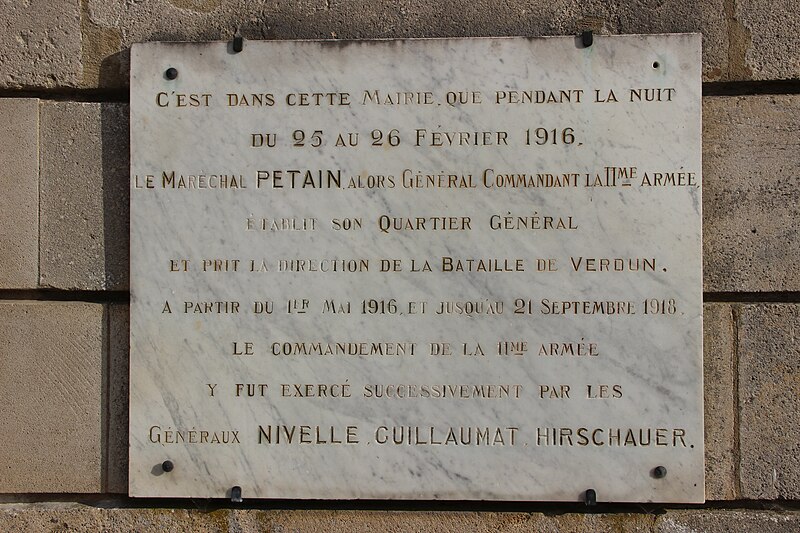 C'EST DANS CETTE MAIRIE, QUE PENDANT LA NUIT
DU 25 AU 26 FÉVRIER 1916.
LE MARECHAL PETAIN, ALORS GÉNÉRAL COMMANDANT LA IIME ARMÉE,
ÉTABLIT SON QUARTIER GÉNÉRAL
ET PRIT LA DIRECTION DE LA BATAILLE DE VERDUN.
A PARTIR DU 1ER MAI 1916, ET JUSQU'AU 21 SEPTEMBRE 1918.
LE COMMANDEMENT DE LA IIME ARMÉE
Y FUT EXERCÉ SUCCESSIVEMENT PAR LES
GÉNÉRAUX NIVELLE, GUILLAUMAT, HIRSCHAUER.